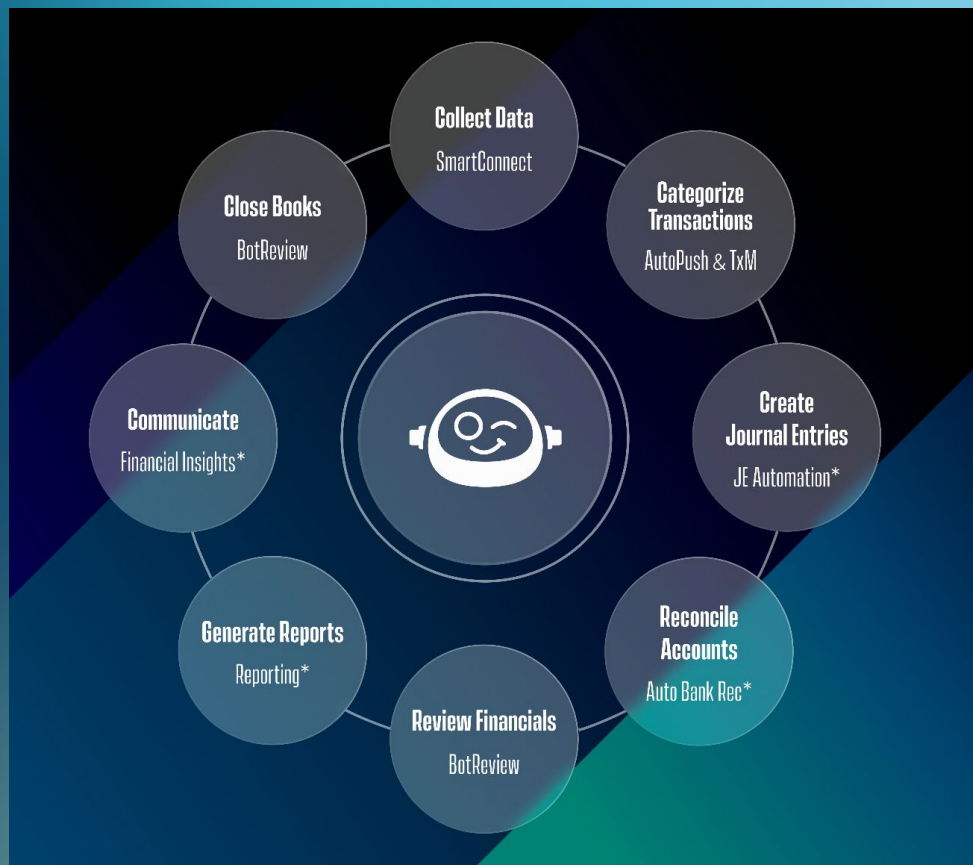 Collect Data
SmartConnect
Categorize
Transactions
AutoPush & TxM
Create
Journal Entries
JE Automation*
Reconcile
Accounts
Auto Bank Rec*
Review Financials
BotReview
Generate Reports
Reporting*
Communicate
Financial Insights*
Close Books
BotReview